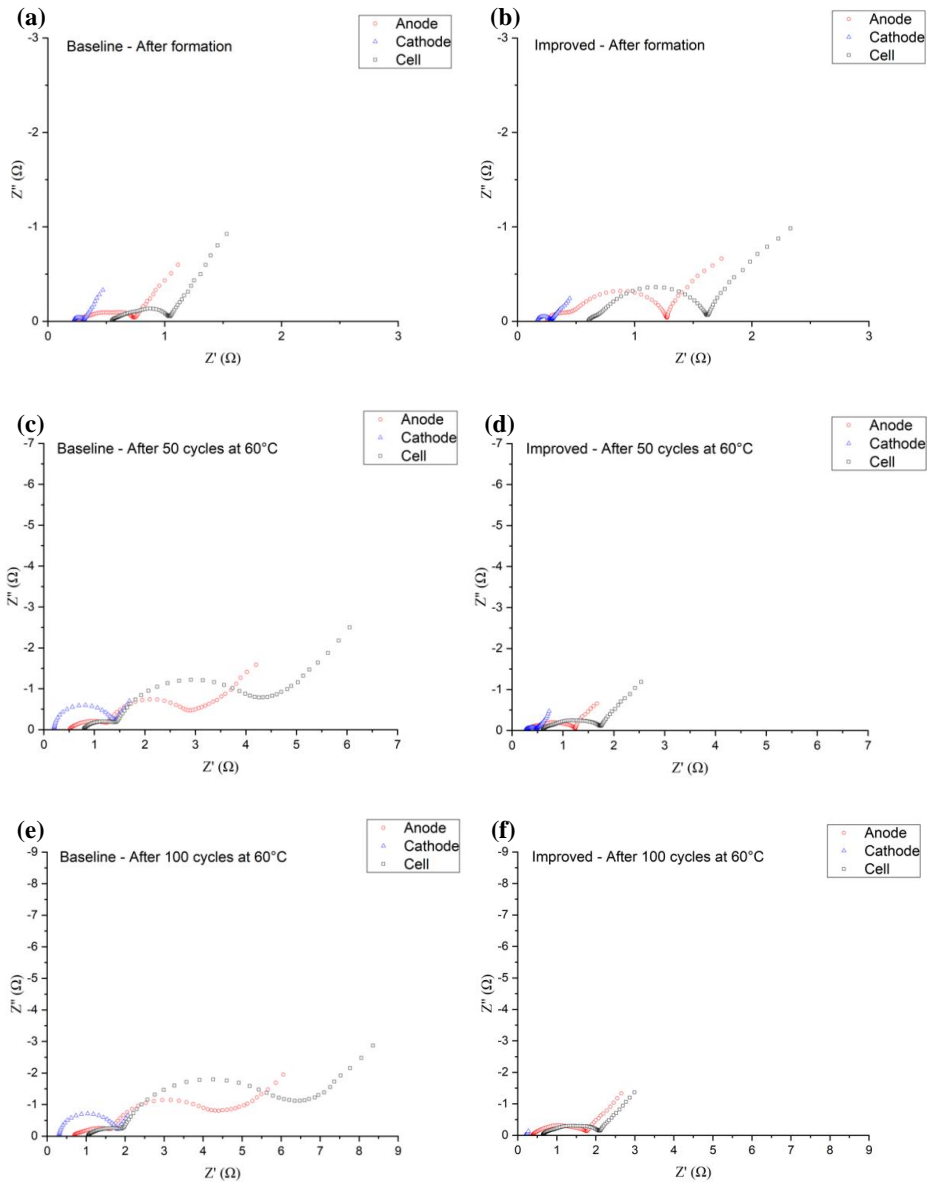 (a)
Baseline - After formation
Anode
Cathode
Cell
-3
-2
-1
0
Z'' (Ω)
0 1 2 3
Z' (Ω)
(b)
Improved - After formation
Anode
Cathode
Cell
-3
-2
-1
0
Z'' (Ω)
0 1 2 3
Z' (Ω)
(c)
Baseline - After 50 cycles at 60°C
Anode
Cathode
Cell
-7
-6
-5
-4
-3
-2
-1
0
Z'' (Ω)
0 1 2 3 4 5 6 7
Z' (Ω)
(d)
Improved - After 50 cycles at 60°C
Anode
Cathode
Cell
-7
-6
-5
-4
-3
-2
-1
0
Z'' (Ω)
0 1 2 3 4 5 6 7
Z' (Ω)
(e)
Baseline - After 100 cycles at 60°C
Anode
Cathode
Cell
-9
-8
-7
-6
-5
-4
-3
-2
-1
0
Z'' (Ω)
0 1 2 3 4 5 6 7 8 9
Z' (Ω)
(f)
Improved - After 100 cycles at 60°C
Anode
Cathode
Cell
-9
-8
-7
-6
-5
-4
-3
-2
-1
0
Z'' (Ω)
0 1 2 3 4 5 6 7 8 9
Z' (Ω)